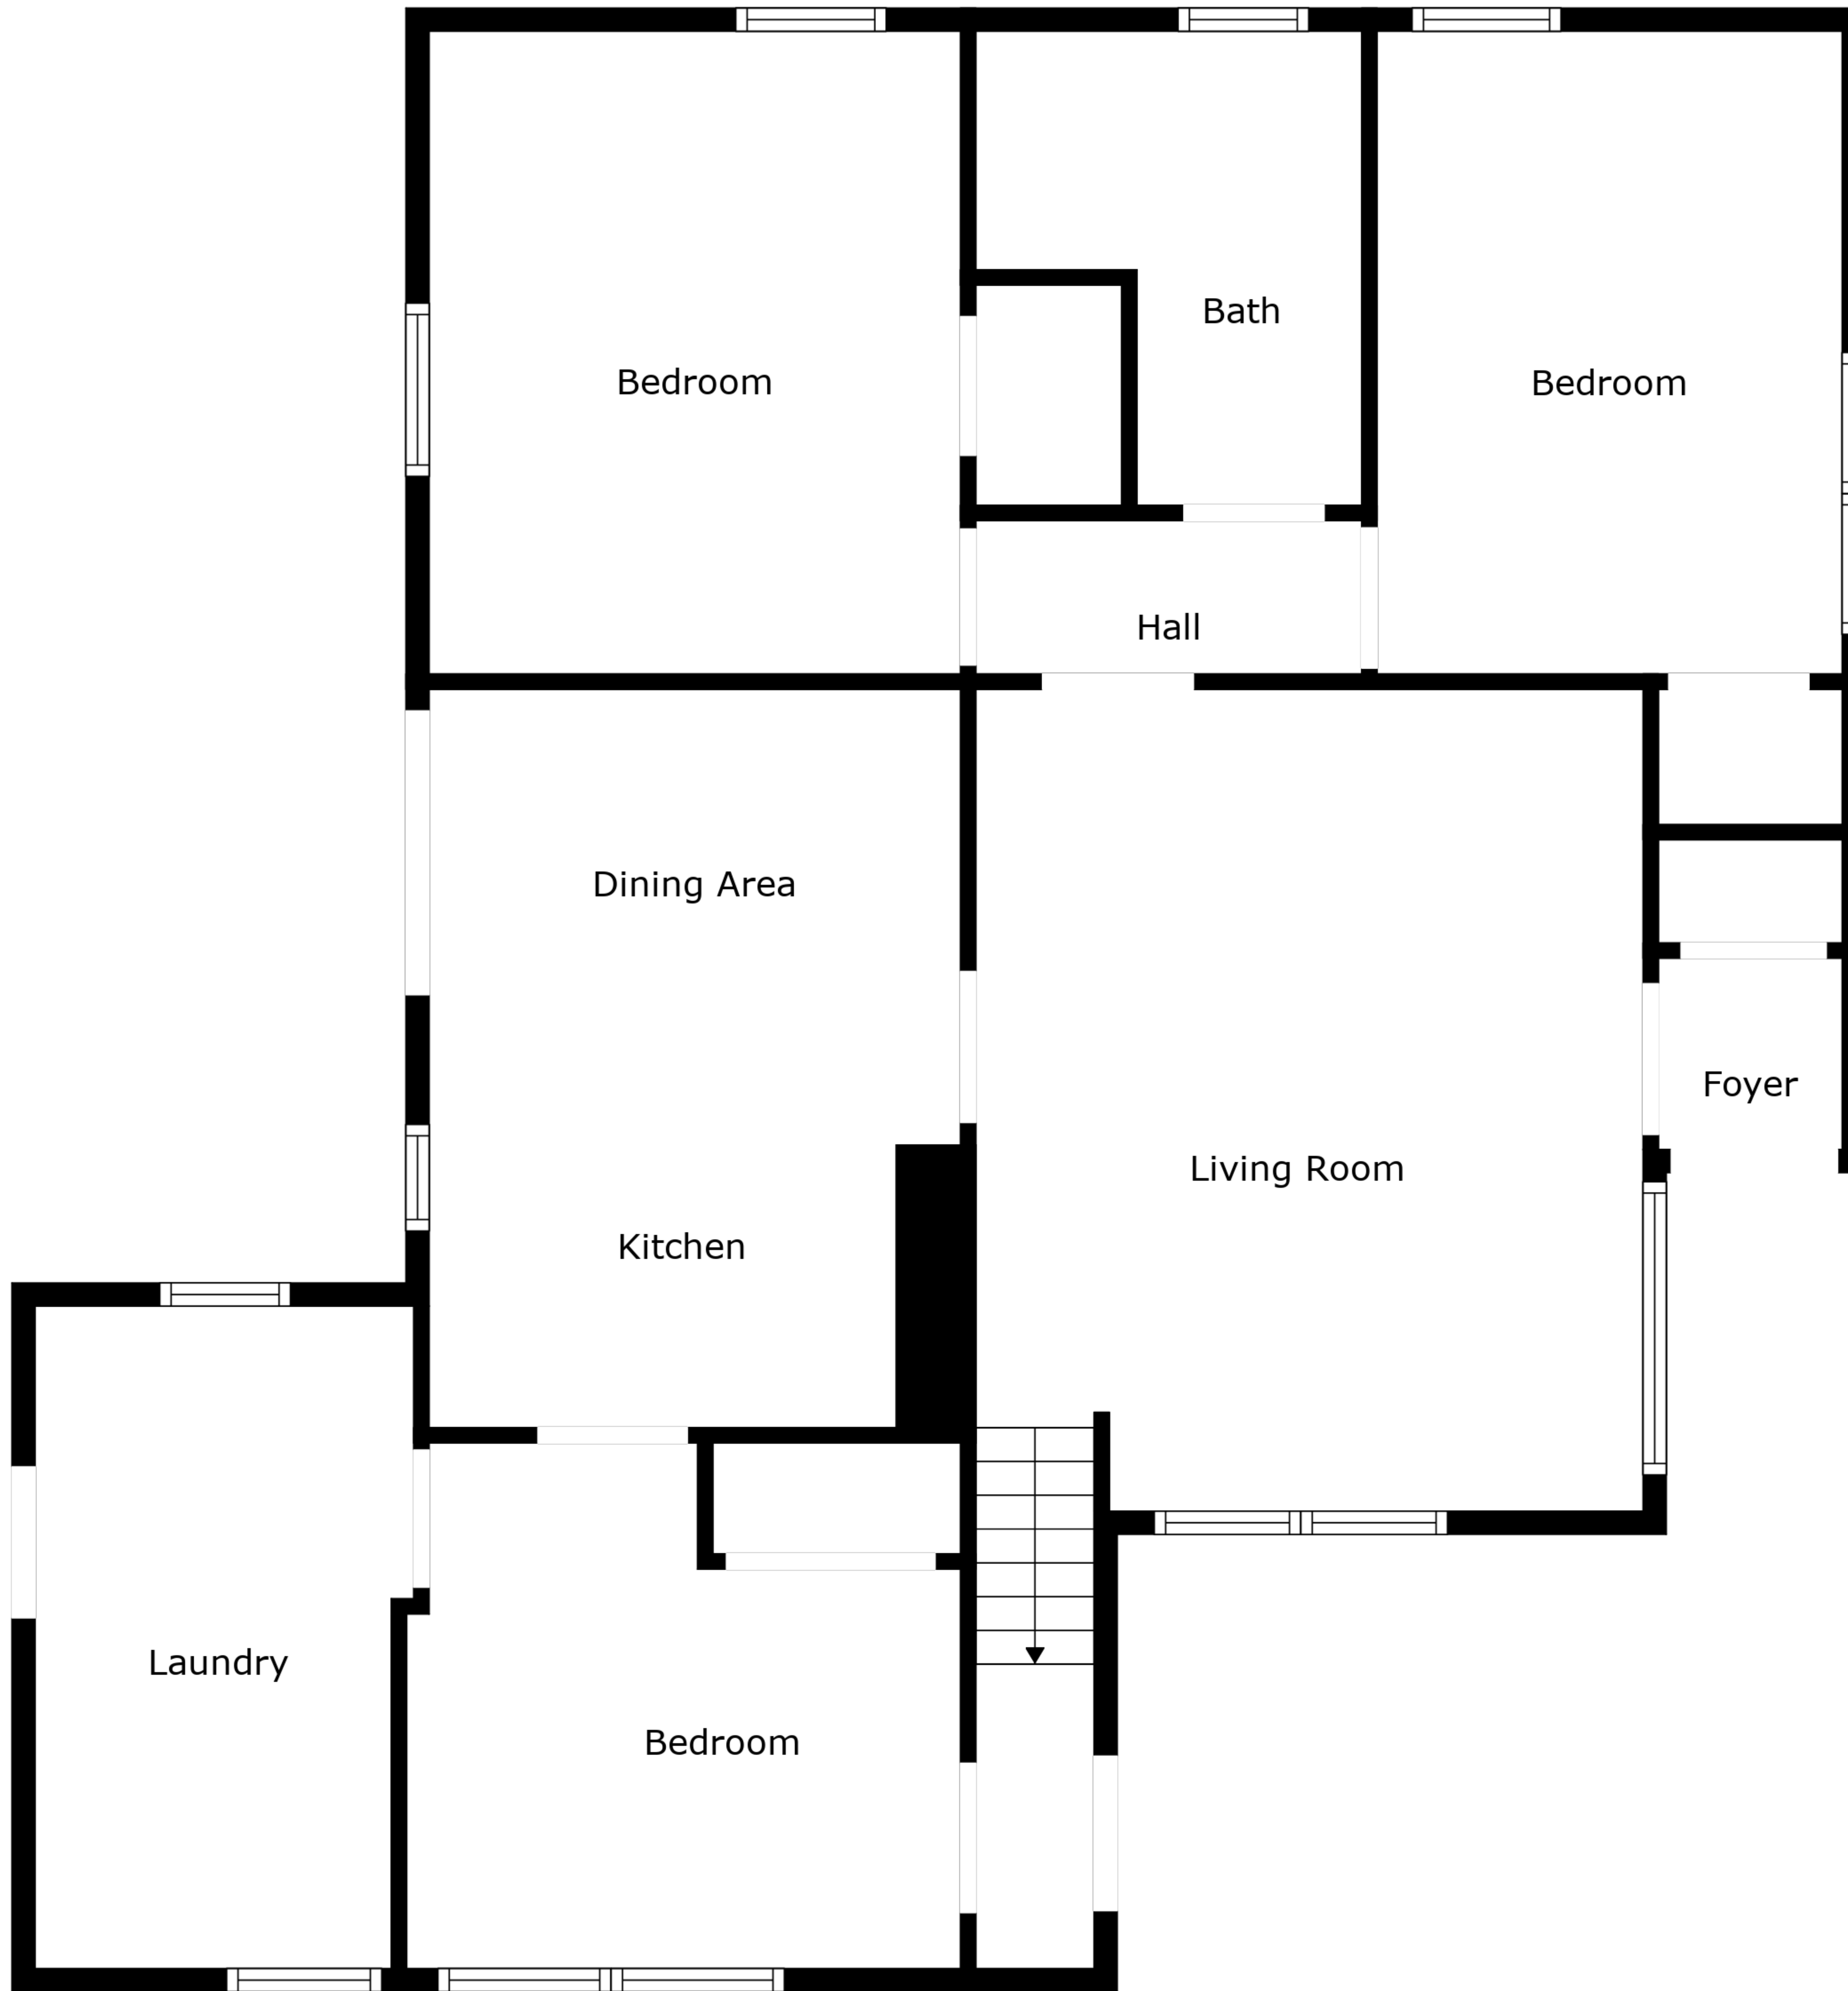 Bath
Bedroom
Bedroom
Hall
Dining Area
Foyer
Living Room
Kitchen
Laundry
Bedroom